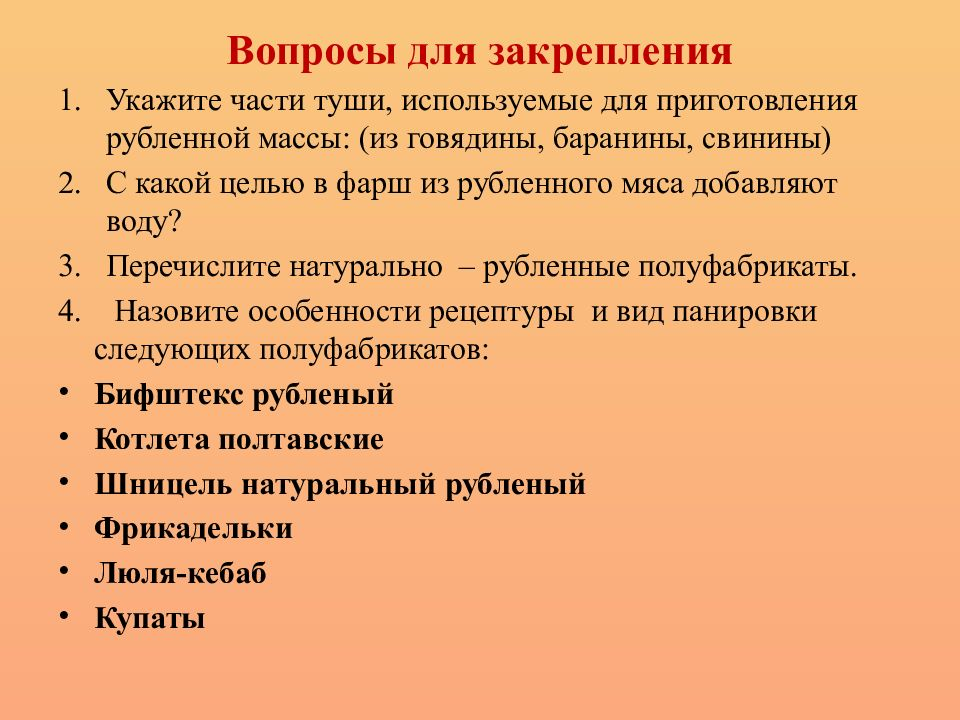 Вопросы для закрепления
1. Укажите части туши, используемые для приготовления
рубленной массы: (из говядины, баранины, свинины)
2. С какой целью в фарш из рубленного мяса добавляют
воду?
3. Перечислите натурально – рубленные полуфабрикаты.
4. Назовите особенности рецептуры и вид панировки
следующих полуфабрикатов:
• Бифштекс рубленый
• Котлета полтавские
• Шницель натуральный рубленый
• Фрикадельки
• Люля-кебаб
• Купаты